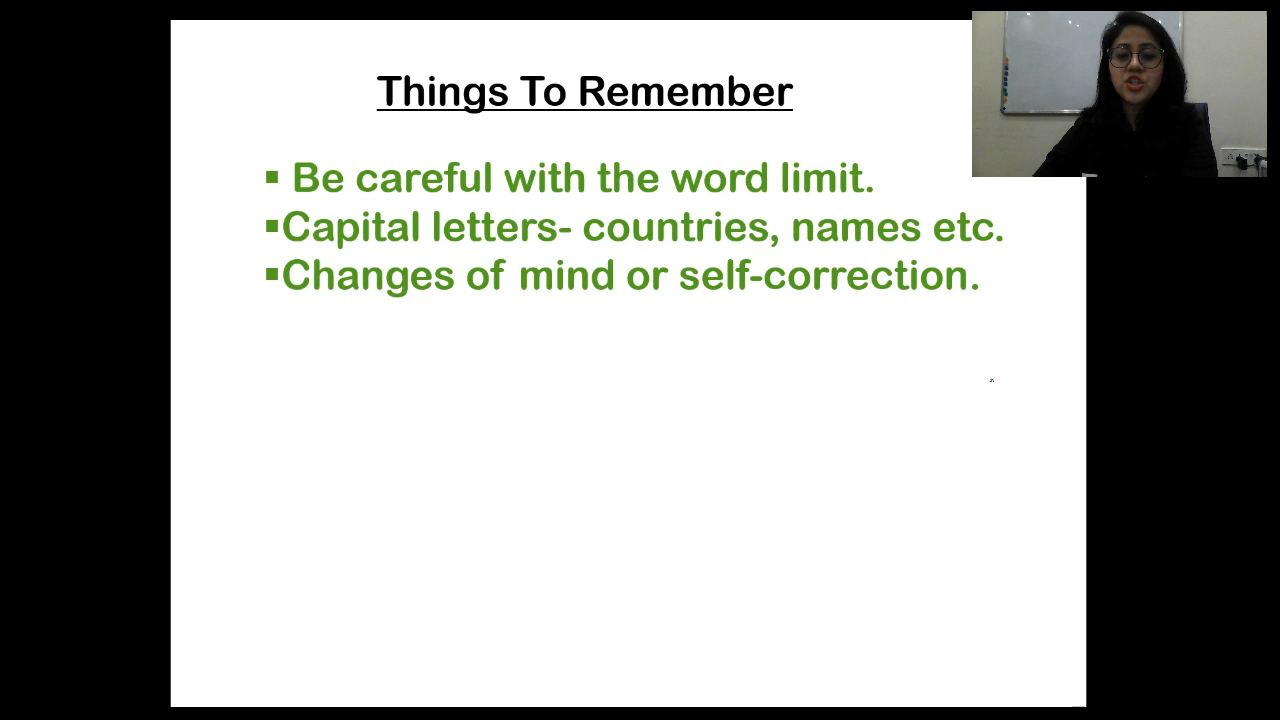 Things To Remember
▪ Be careful with the word limit.
▪Capital letters- countries, names etc.
▪Changes of mind or self-correction.